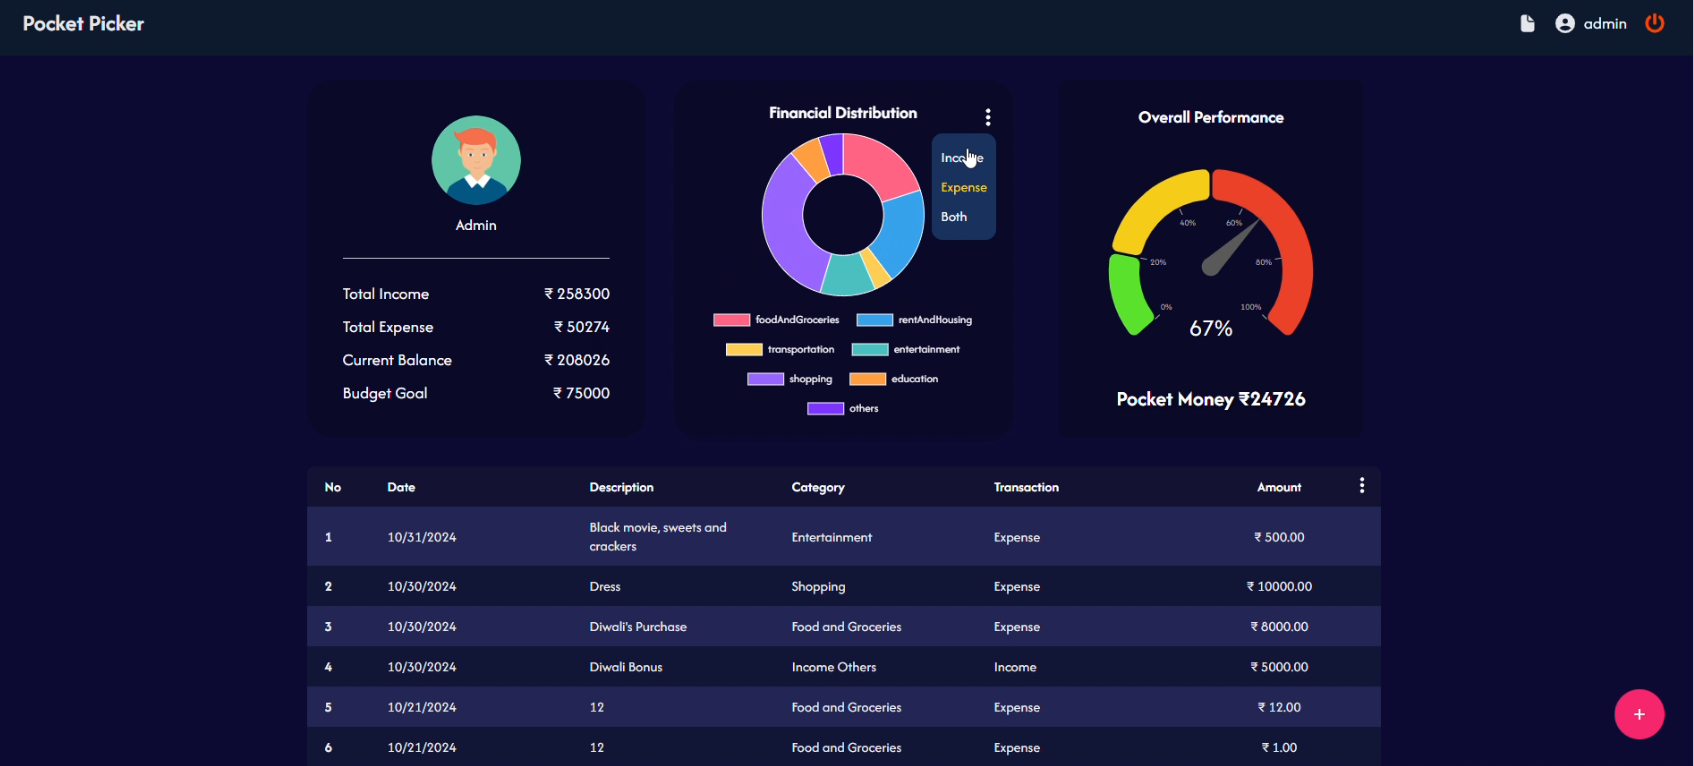 Pocket Picker
admin
Admin
Total Income ₹ 258300
Total Expense ₹ 50274
Current Balance ₹ 208026
Budget Goal ₹ 75000
Financial Distribution
Income
Expense
Both
foodAndGroceries rentAndHousing
transportation entertainment
shopping education
others
Overall Performance
40% 60%
20% 80%
0% 100%
67%
Pocket Money ₹24726
No Date Description Category Transaction Amount
1 10/31/2024 Black movie, sweets and crackers Entertainment Expense ₹ 500.00
2 10/30/2024 Dress Shopping Expense ₹ 10000.00
3 10/30/2024 Diwali's Purchase Food and Groceries Expense ₹ 8000.00
4 10/30/2024 Diwali Bonus Income Others Income ₹ 5000.00
5 10/21/2024 12 Food and Groceries Expense ₹ 12.00
6 10/21/2024 12 Food and Groceries Expense ₹ 1.00
+